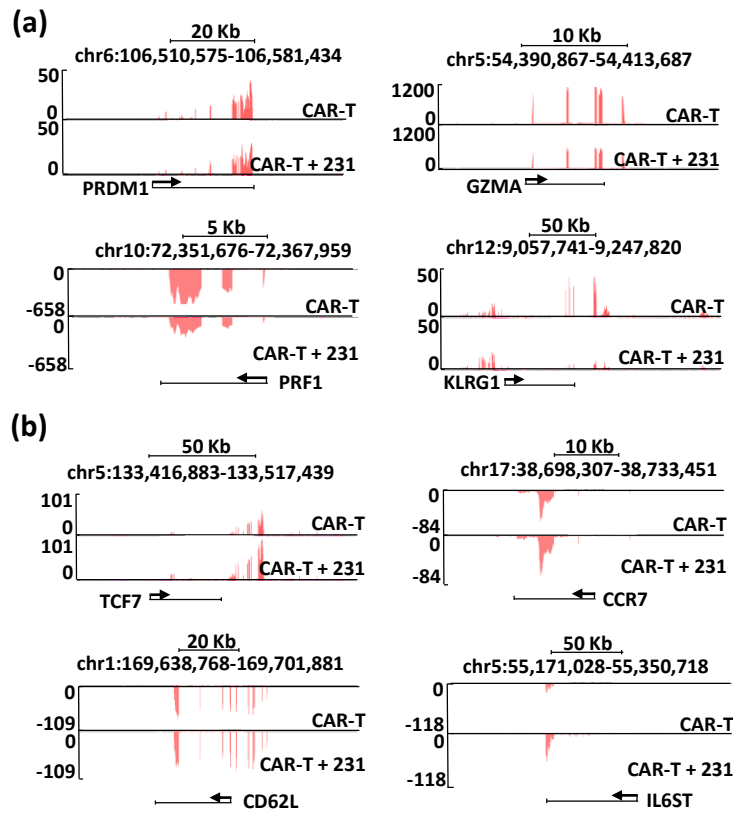 (a)
20 Kb
chr6:106,510,575-106,581,434
50
0
CAR-T
50
0
CAR-T + 231
PRDM1
10 Kb
chr5:54,390,867-54,413,687
1200
0
CAR-T
1200
0
CAR-T + 231
GZMA
5 Kb
chr10:72,351,676-72,367,959
0
-658
CAR-T
0
-658
CAR-T + 231
PRF1
50 Kb
chr12:9,057,741-9,247,820
50
0
CAR-T
50
0
CAR-T + 231
KLRG1
(b)
50 Kb
chr5:133,416,883-133,517,439
101
0
CAR-T
101
0
CAR-T + 231
TCF7
10 Kb
chr17:38,698,307-38,733,451
0
-84
CAR-T
0
-84
CAR-T + 231
CCR7
20 Kb
chr1:169,638,768-169,701,881
0
-109
CAR-T
0
-109
CAR-T + 231
CD62L
50 Kb
chr5:55,171,028-55,350,718
0
-118
CAR-T
0
-118
CAR-T + 231
IL6ST